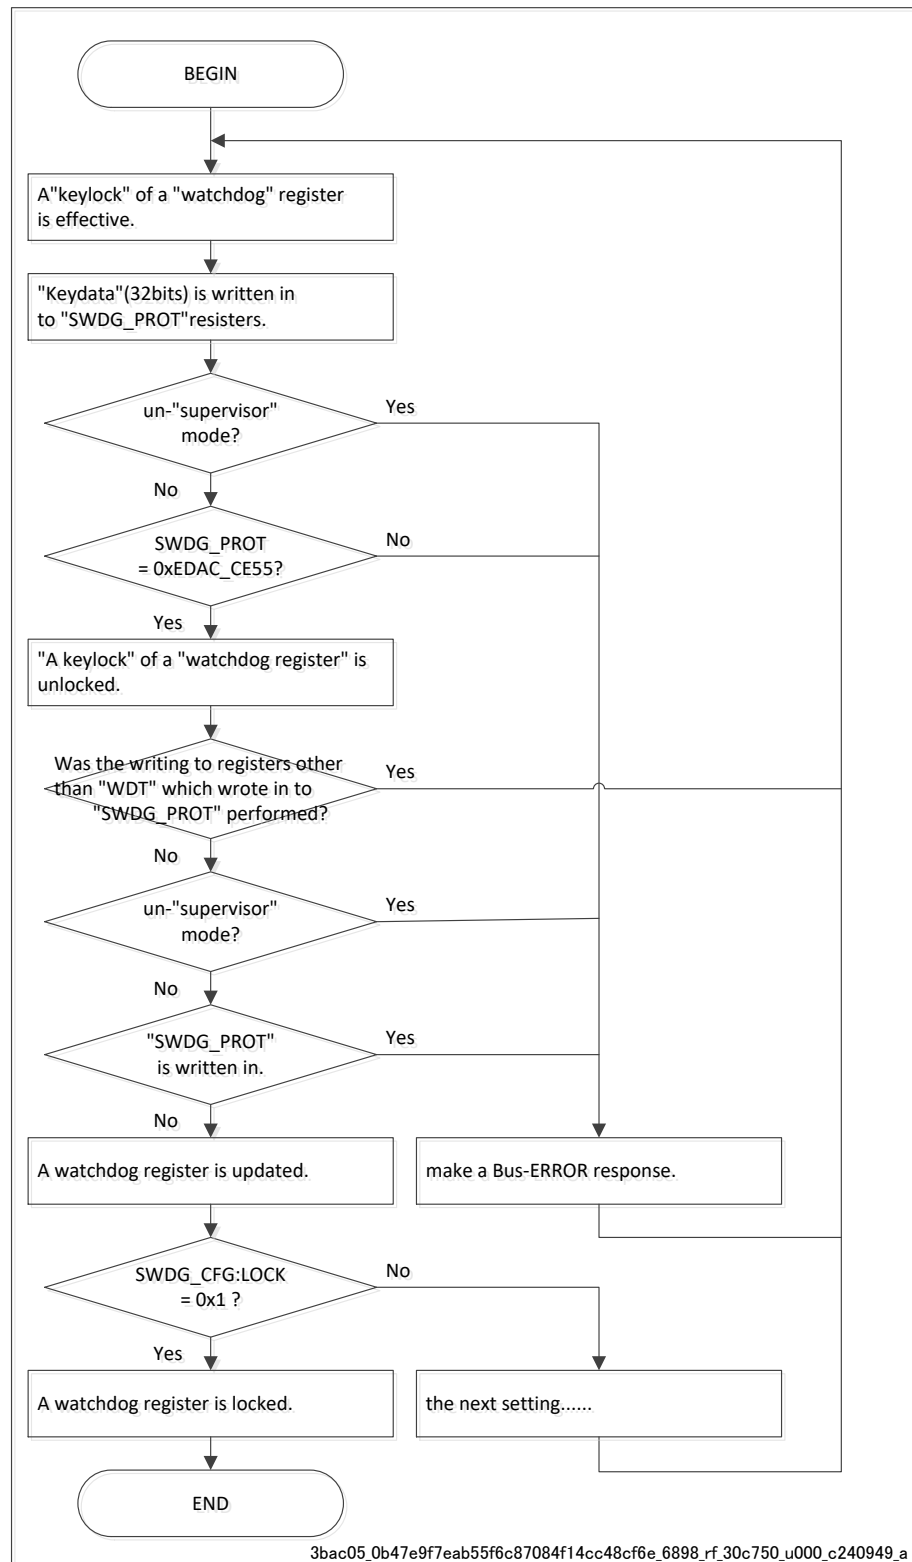 BEGIN
A"keylock" of a "watchdog" register
is effective.
"Keydata"(32bits) is written in
to "SWDG_PROT"resisters.
un-"supervisor"
mode?
Yes
No
SWDG_PROT
= 0xEDAC_CE55?
No
Yes
"A keylock" of a "watchdog register" is
unlocked.
Was the writing to registers other
than "WDT" which wrote in to
"SWDG_PROT" performed?
Yes
No
un-"supervisor"
mode?
Yes
No
"SWDG_PROT"
is written in.
Yes
No
A watchdog register is updated.
make a Bus-ERROR response.
SWDG_CFG:LOCK
= 0x1 ?
No
Yes
A watchdog register is locked.
the next setting......
END
3bac05_0b47e9f7eab55f6c87084f14cc48cf6e_6898_rf_30c750_u000_c240949_a